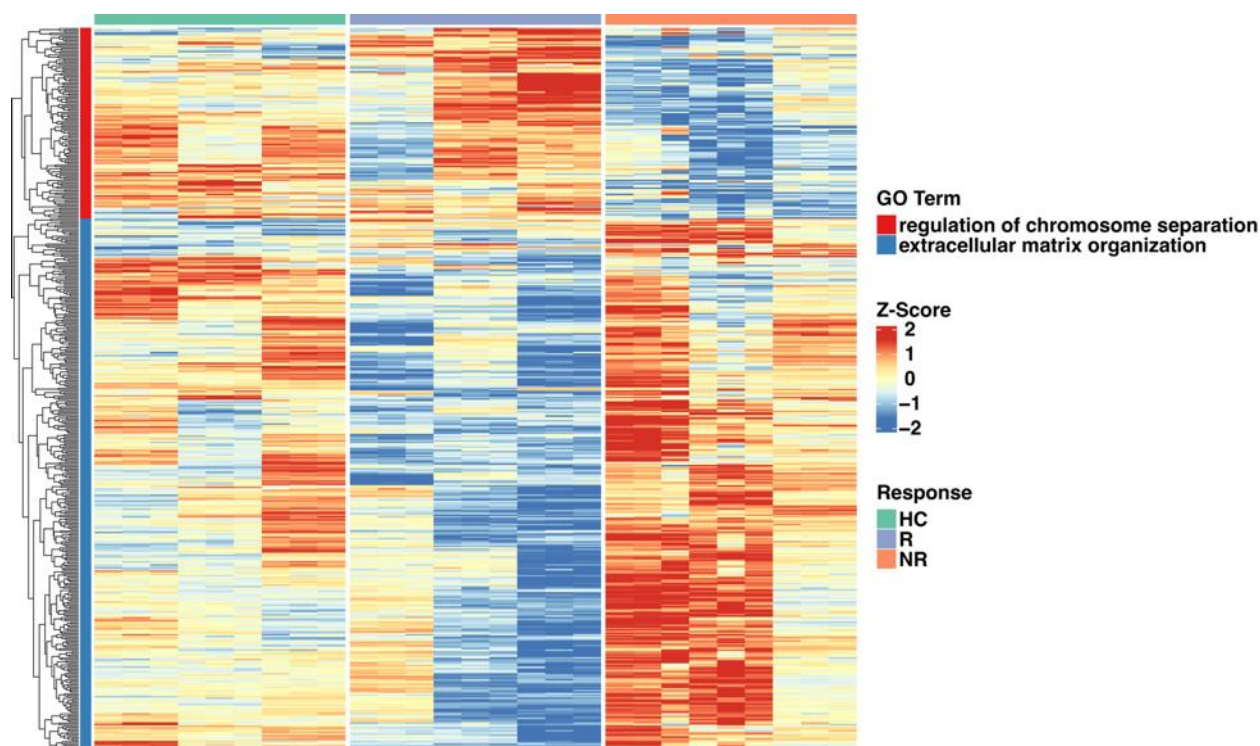 GO Term
regulation of chromosome separation
extracellular matrix organization
Z-Score
2
1
0
−1
−2
Response
HC
R
NR